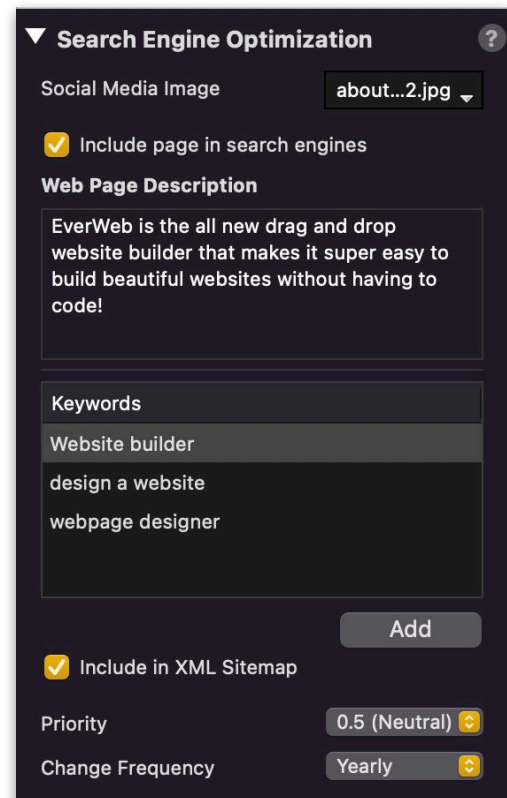 Search Engine Optimization
?
Social Media Image
about...2.jpg
Include page in search engines
Web Page Description
EverWeb is the all new drag and drop
website builder that makes it super easy to
build beautiful websites without having to
code!
Keywords
Website builder
design a website
webpage designer
Add
Include in XML Sitemap
Priority
0.5 (Neutral)
Change Frequency
Yearly